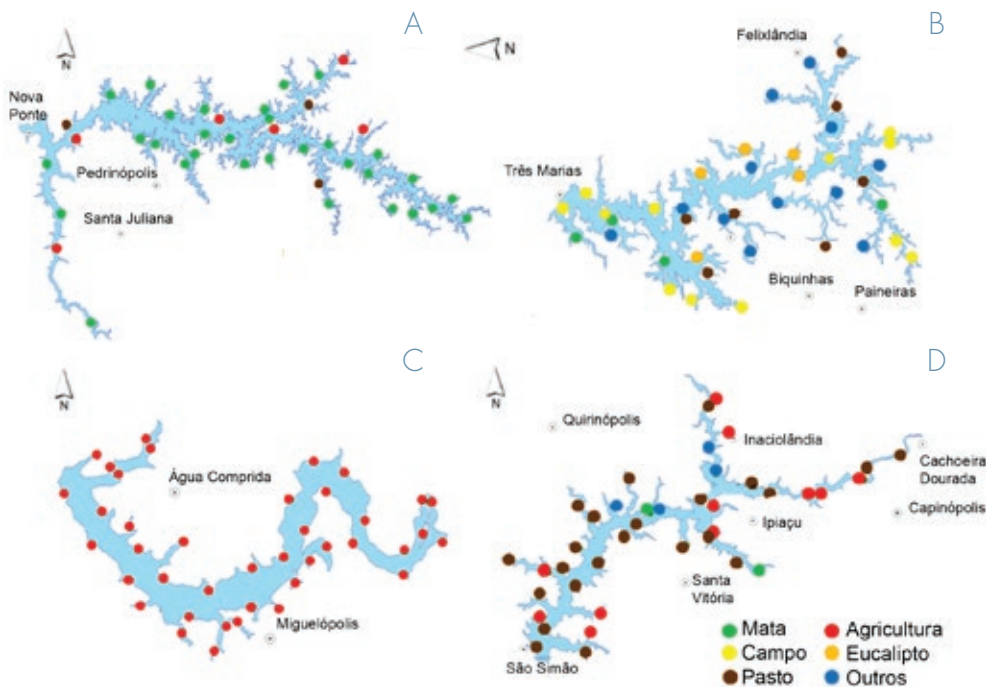 A
N
Nova
Ponte
Pedrinópolis
Santa Juliana
B
N
Felixlândia
Três Marias
Biquinhas
Paineiras
C
N
Água Comprida
Miguelópolis
D
N
Quirinópolis
Inaciolândia
Cachoeira
Dourada
Capinópolis
Ipiaçu
Santa
Vitória
São Simão
Mata
Agricultura
Campo
Eucalipto
Pasto
Outros